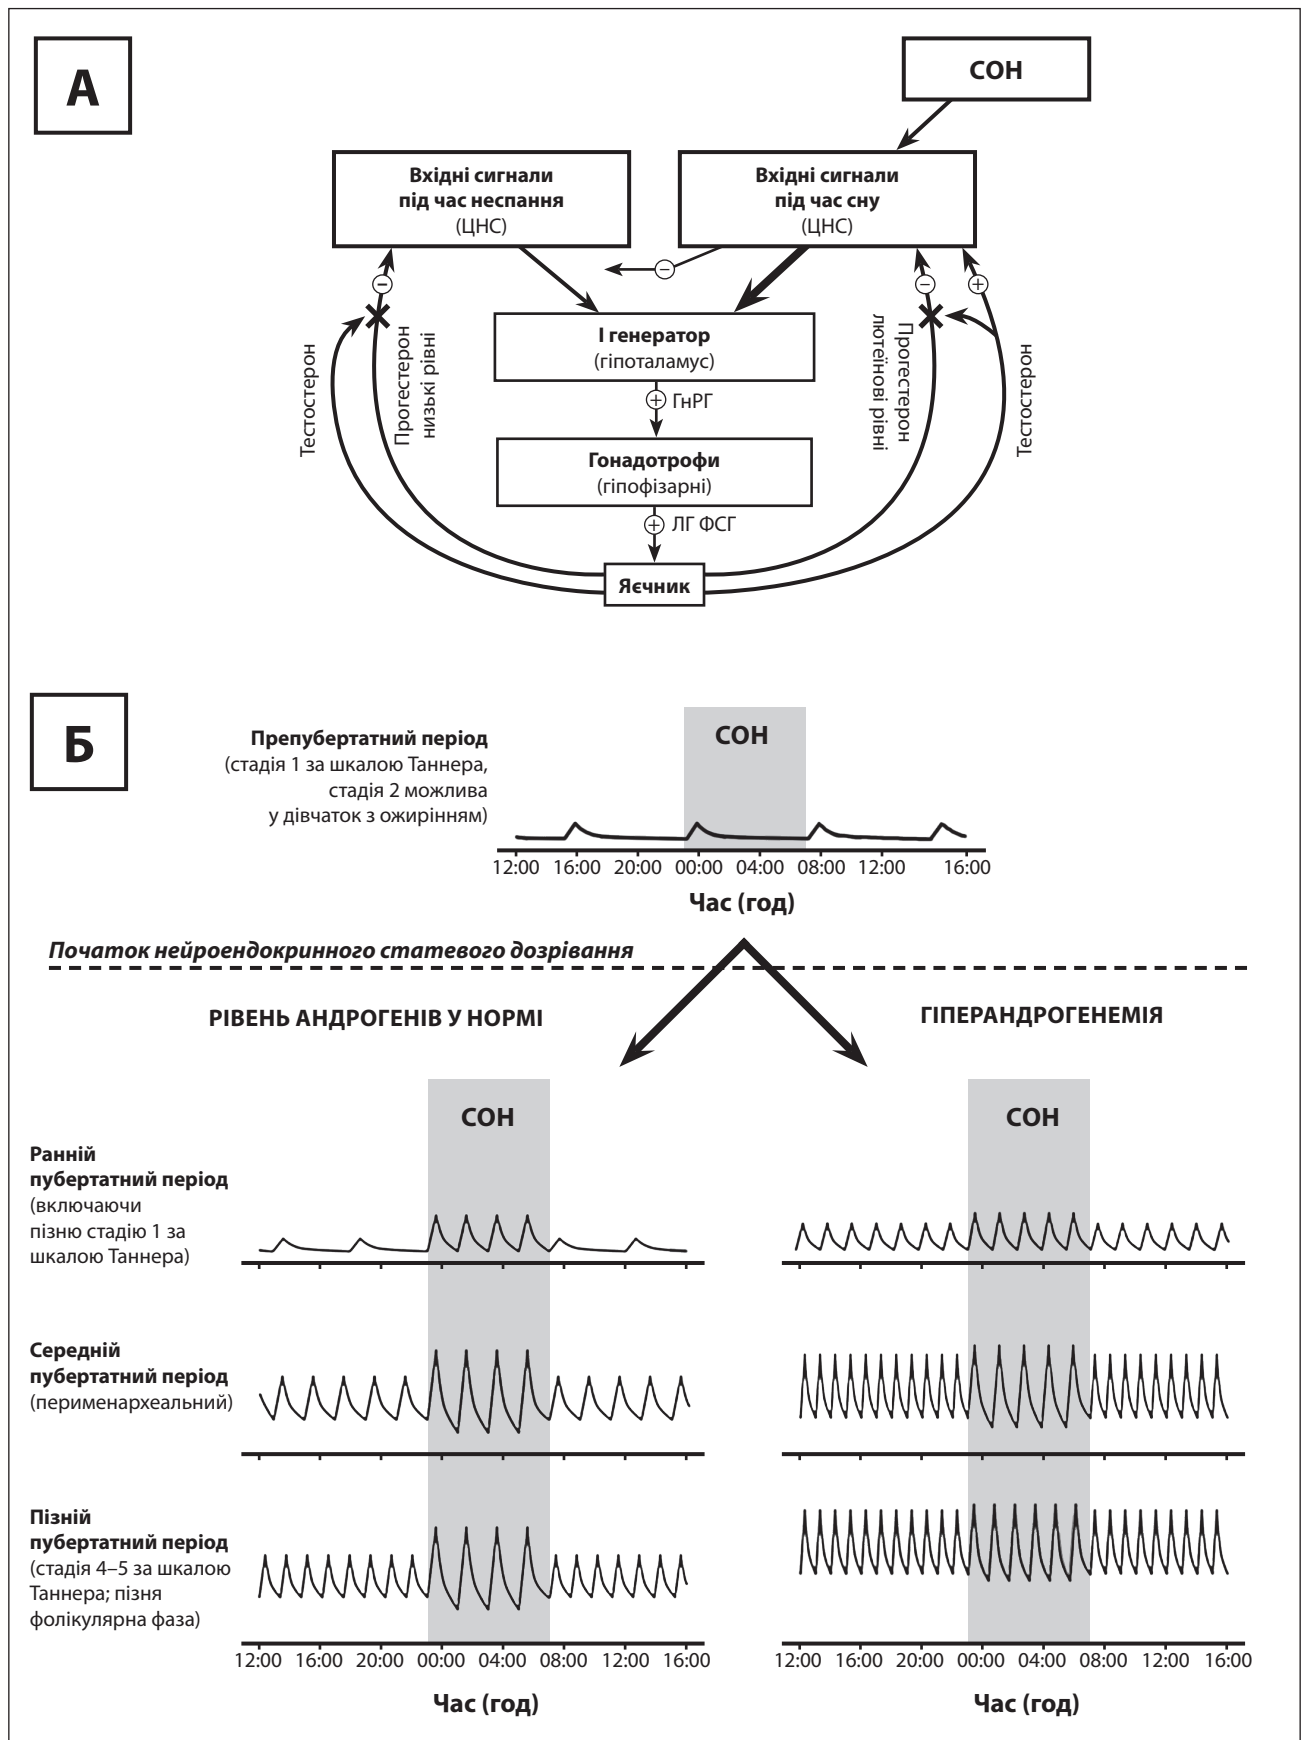 А
СОН
Вхідні сигнали
під час неспання
(ЦНС)
Вхідні сигнали
під час сну
(ЦНС)
−
−
−
+
І генератор
(гіпоталамус)
Тестостерон
Прогестерон
низькі рівні
Прогестерон
лютеїнові рівні
Тестостерон
+ ГнРГ
Гонадотрофи
(гіпофізарні)
+ ЛГ ФСГ
Яєчник
Б
Препубертатний період
(стадія 1 за шкалою Таннера,
стадія 2 можлива
у дівчаток з ожирінням)
СОН
12:00 16:00 20:00 00:00 04:00 08:00 12:00 16:00
Час (год)
Початок нейроендокринного статевого дозрівання
РІВЕНЬ АНДРОГЕНІВ У НОРМІ
ГІПЕРАНДРОГЕНЕМІЯ
СОН
СОН
Ранній
пубертатний період
(включаючи
пізню стадію 1 за
шкалою Таннера)
Середній
пубертатний період
(перименархеальний)
Пізній
пубертатний період
(стадія 4–5 за шкалою
Таннера; пізня
фолікулярна фаза)
12:00 16:00 20:00 00:00 04:00 08:00 12:00 16:00
12:00 16:00 20:00 00:00 04:00 08:00 12:00 16:00
Час (год)
Час (год)